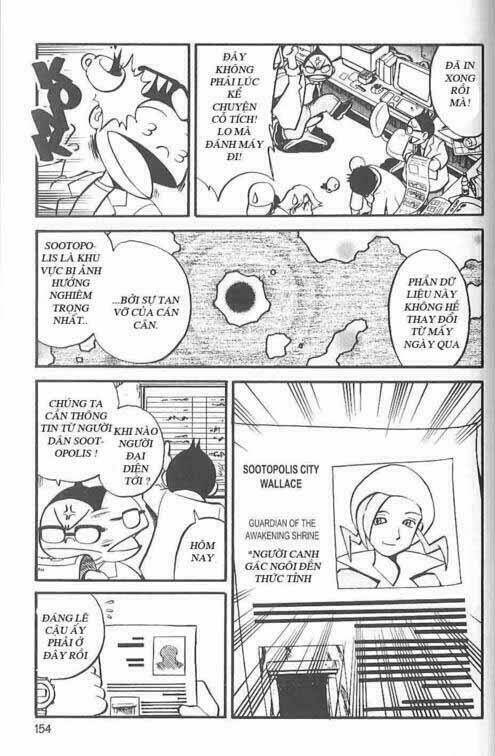 ĐÃ IN
XONG
RỒI
MÀ!
ĐÂY
KHÔNG
PHẢI LÚC
KỂ
CHUYỆN
CỔ TÍCH!
LO MÀ
ĐÁNH MÁY
ĐI!
PHẦN DỮ
LIỆU NÀY
KHÔNG HỀ
THAY ĐỔI
TỪ MẤY
NGÀY QUA
...BỞI SỰ TAN
VỠ CỦA CÁN
CÂN.
SOOTOPO-
LIS LÀ KHU
VỰC BỊ ẢNH
HƯỞNG
NGHIÊM
TRỌNG
NHẤT..
SOOTOPOLIS CITY
WALLACE
GUARDIAN OF THE
AWAKENING SHRINE
*NGƯỜI CANH
GÁC NGÔI ĐỀN
THỨC TỈNH
KHI NÀO
NGƯỜI
ĐẠI
DIỆN
TỚI ?
CHÚNG TA
CẦN THÔNG
TIN TỪ NGƯỜI
DÂN SOOT-
OPOLIS !
HÔM
NAY
ĐÁNG LẼ
CẬU ẤY
PHẢI Ở
ĐÂY RỒI
154